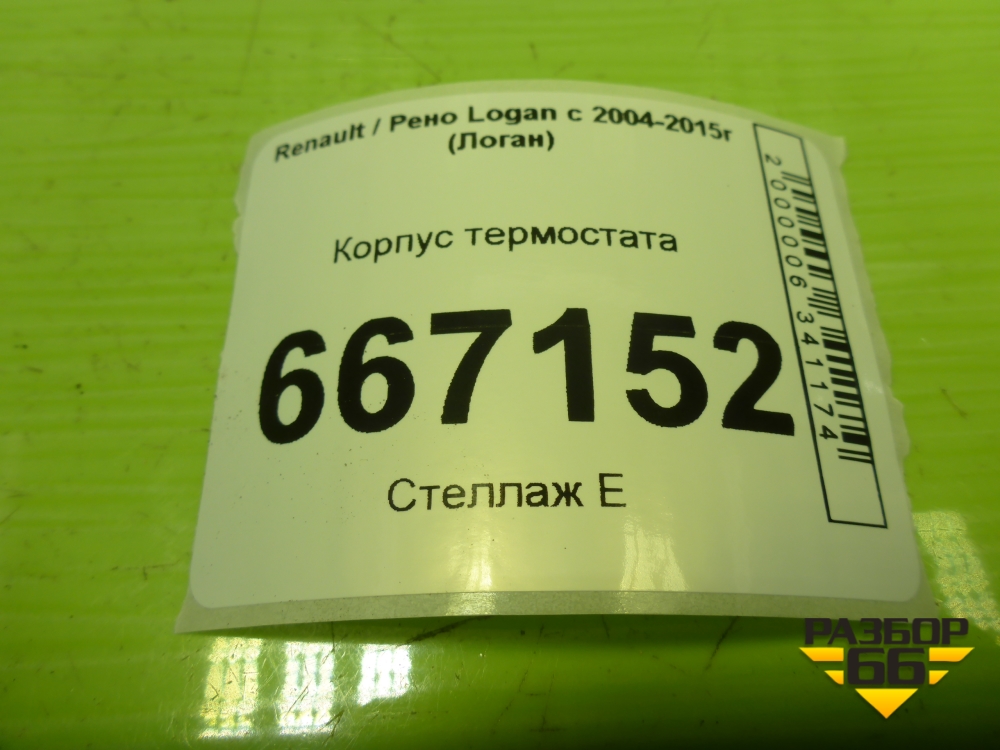 Renault / Рено Logan с 2004-2015г
(Логан)
Корпус термостата
667152
Стеллаж Е
2000006341174
РАЗБОР
66